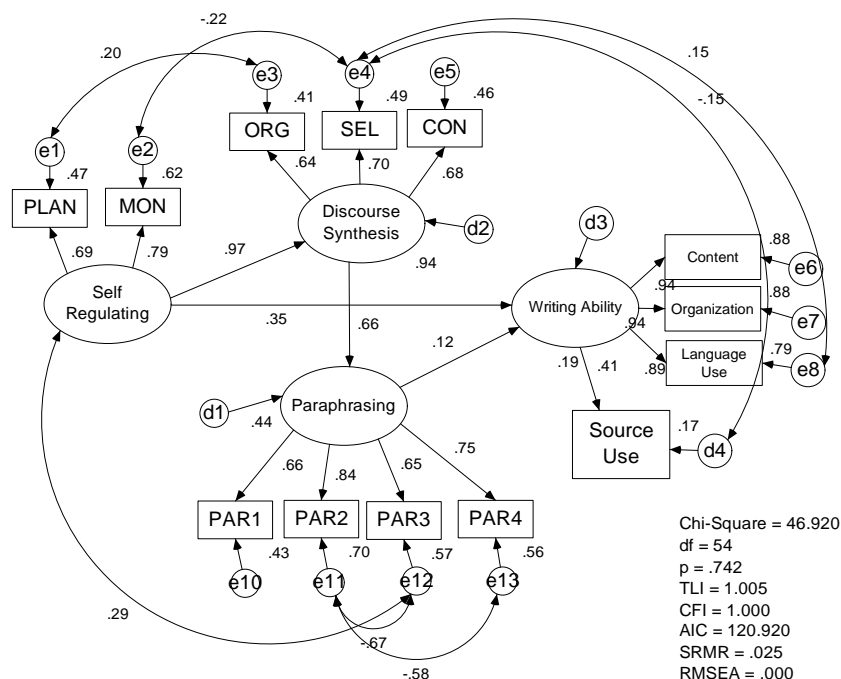 -.22
.15
.20
e3
e4
e5
-.15
.41
.49
.46
e1
e2
ORG
SEL
CON
.47
.62
.64
.70
.68
PLAN
MON
Discourse
Synthesis
d2
d3
.69
.79
.97
.94
Content
.88
e6
Self
Regulating
Writing Ability
.94
Organization
.88
e7
.35
.66
.12
.94
Language
Use
.79
e8
.19
.41
.89
d1
.44
Paraphrasing
Source
Use
.17
d4
.66
.84
.65
.75
PAR1
PAR2
PAR3
PAR4
.43
.70
.57
.56
e10
e11
e12
e13
.29
-.67
-.58
Chi-Square = 46.920
df = 54
p = .742
TLI = 1.005
CFI = 1.000
AIC = 120.920
SRMR = .025
RMSEA = .000